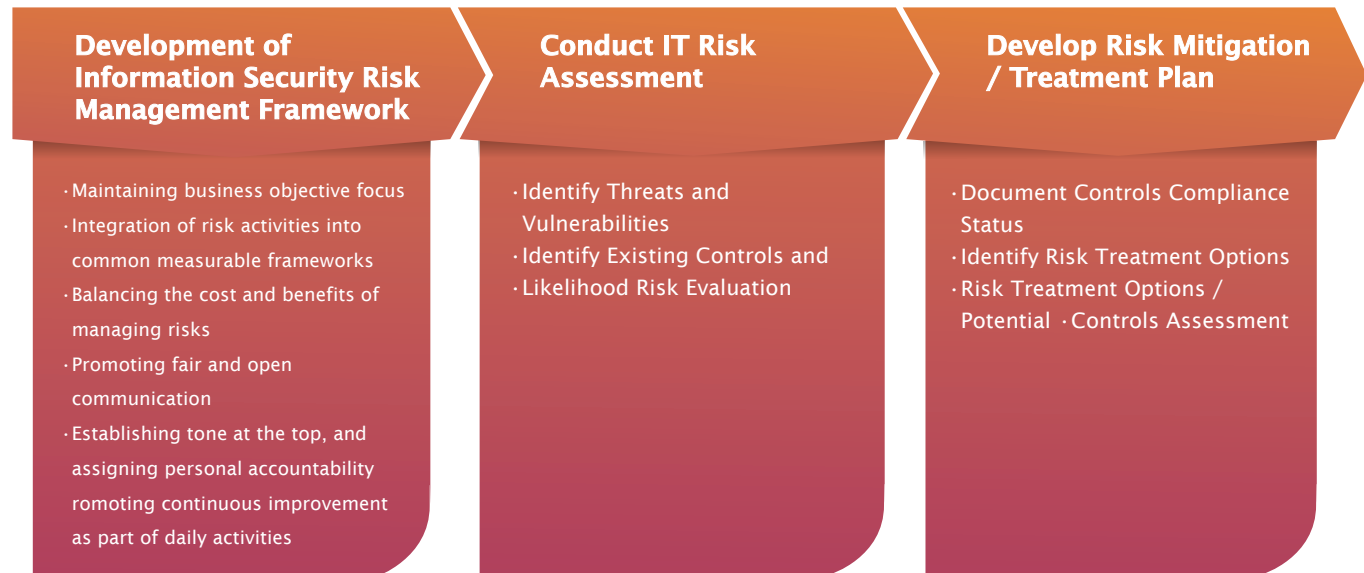 Development of
Information Security Risk
Management Framework
·Maintaining business objective focus
·Integration of risk activities into
common measurable frameworks
·Balancing the cost and benefits of
managing risks
·Promoting fair and open
communication
·Establishing tone at the top, and
assigning personal accountability
romoting continuous improvement
as part of daily activities
Conduct IT Risk
Assessment
·Identify Threats and
Vulnerabilities
·Identify Existing Controls and
·Likelihood Risk Evaluation
Develop Risk Mitigation
/ Treatment Plan
·Document Controls Compliance
Status
·Identify Risk Treatment Options
·Risk Treatment Options /
Potential ·Controls Assessment